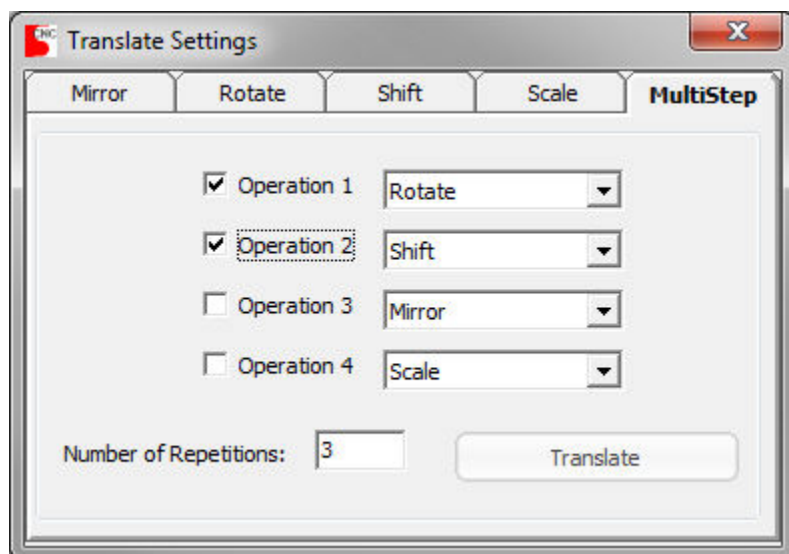 CNC
Translate Settings
Mirror Rotate Shift Scale MultiStep
Operation 1 Rotate
Operation 2 Shift
Operation 3 Mirror
Operation 4 Scale
Number of Repetitions: 3 Translate